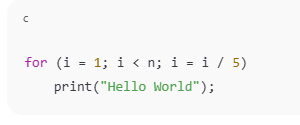 c
for (i = 1; i < n; i = i / 5)
    print("Hello World");